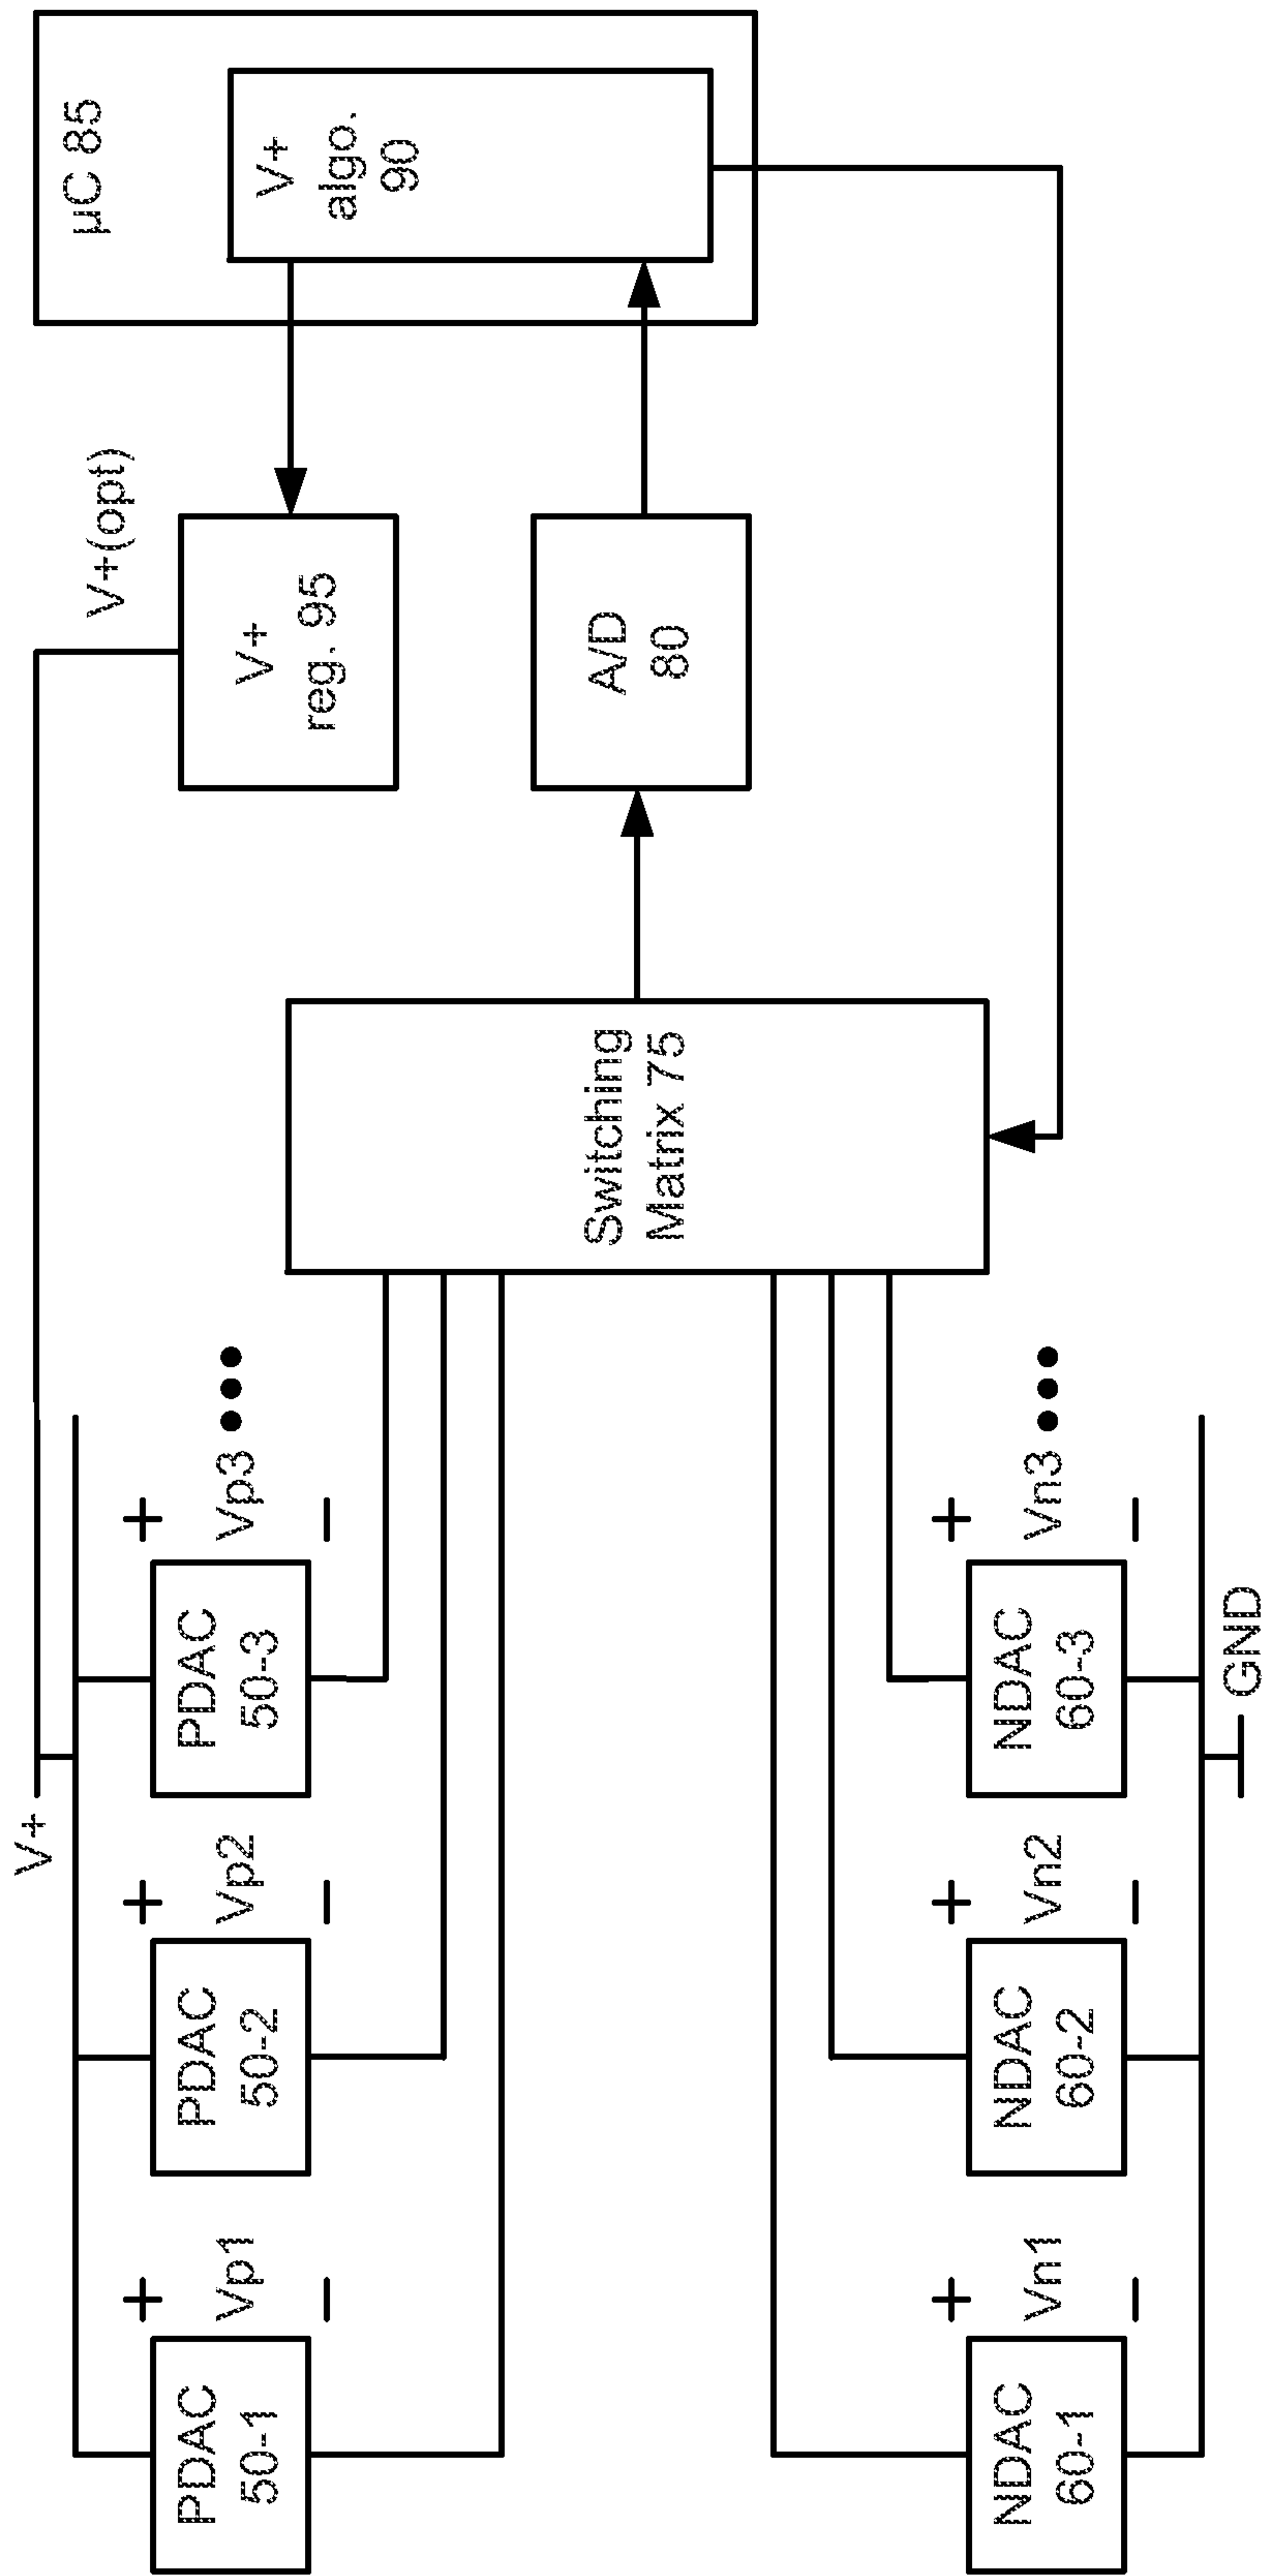 V+
V+(opt)
µC 85
PDAC
50-1
+
Vp1
–
PDAC
50-2
+
Vp2
–
PDAC
50-3
+
Vp3
–
•••
V+
reg. 95
V+
algo.
90
Switching
Matrix 75
A/D
80
NDAC
60-1
+
Vn1
–
NDAC
60-2
+
Vn2
–
NDAC
60-3
+
Vn3
–
•••
GND